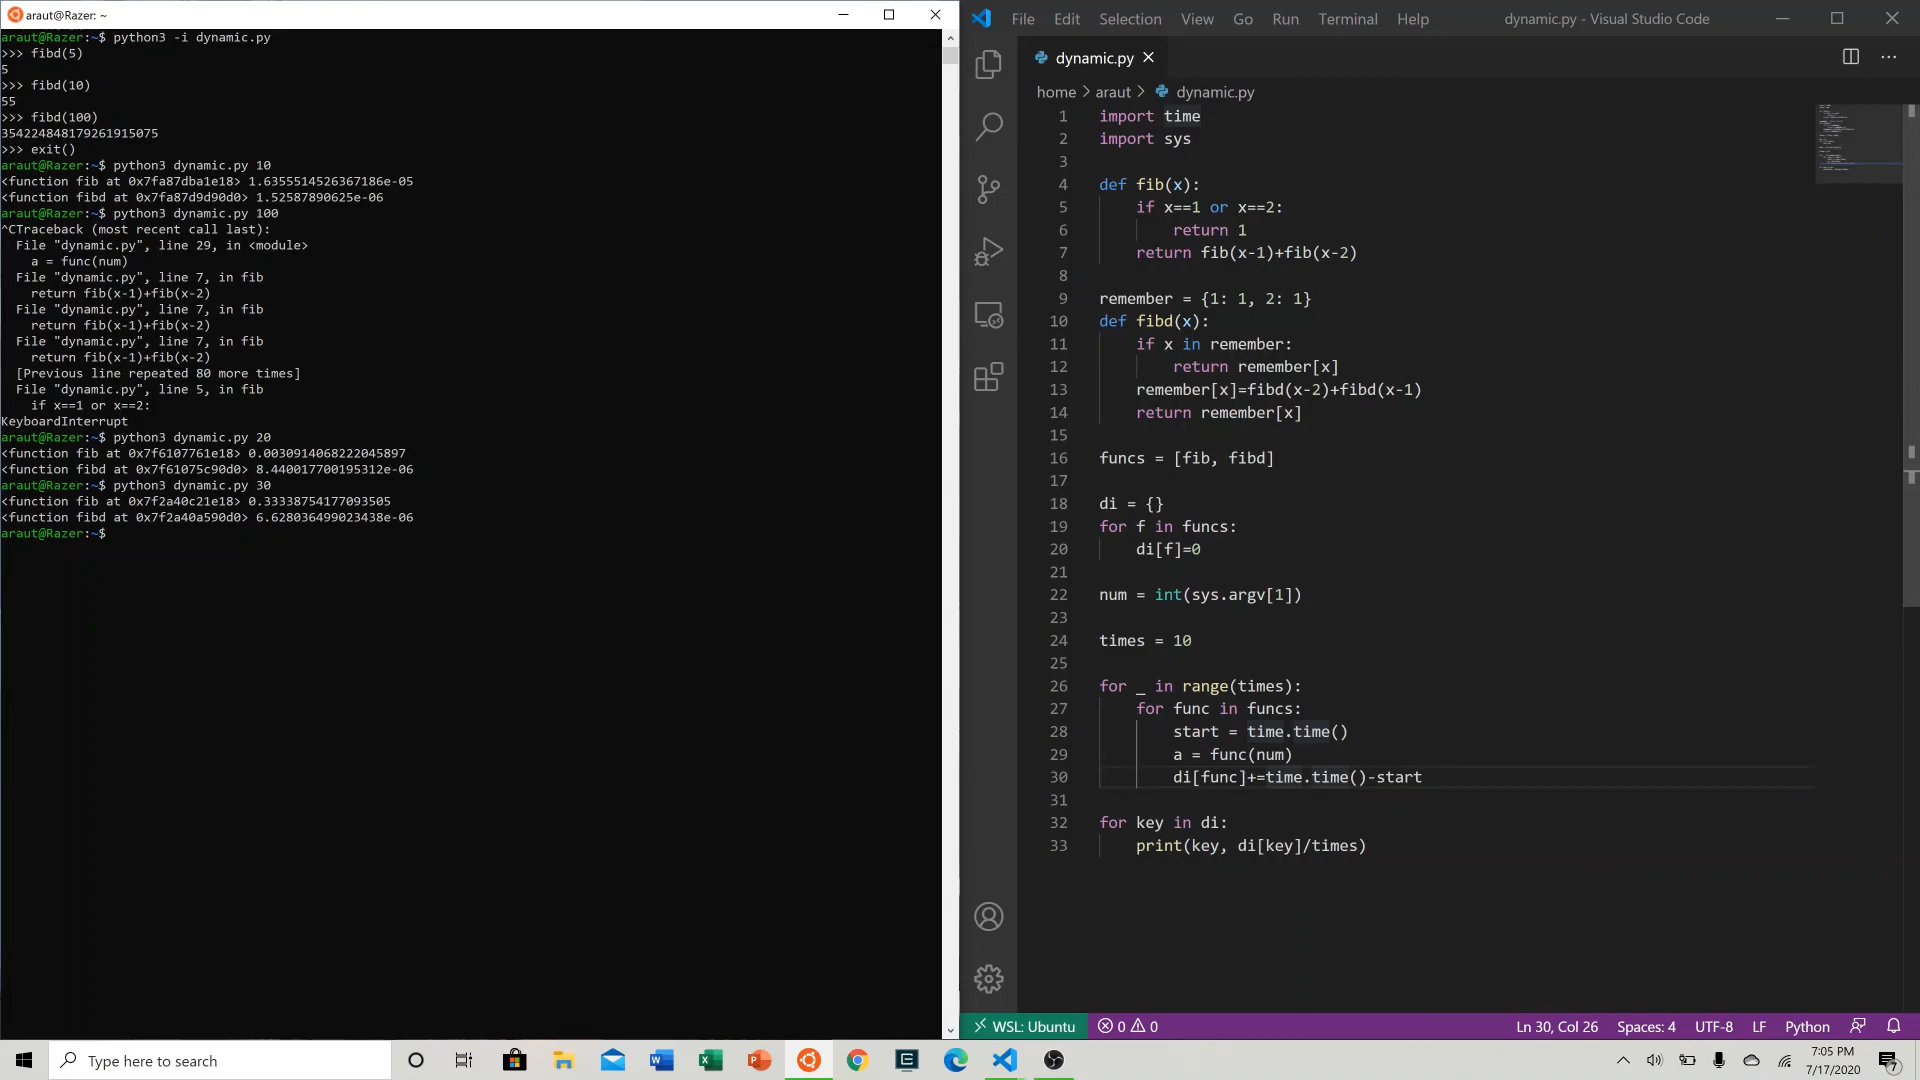 araut@Razer: ~
araut@Razer:~$ python3 -i dynamic.py
>>> fibd(5)
5
>>> fibd(10)
55
>>> fibd(100)
354224848179261915075
>>> exit()
araut@Razer:~$ python3 dynamic.py 10
<function fib at 0x7fa87dba1e18> 1.6355514526367186e-05
<function fibd at 0x7fa87d9d90d0> 1.52587890625e-06
araut@Razer:~$ python3 dynamic.py 100
^CTraceback (most recent call last):
  File "dynamic.py", line 29, in <module>
    a = func(num)
  File "dynamic.py", line 7, in fib
    return fib(x-1)+fib(x-2)
  File "dynamic.py", line 7, in fib
    return fib(x-1)+fib(x-2)
  File "dynamic.py", line 7, in fib
    return fib(x-1)+fib(x-2)
  [Previous line repeated 80 more times]
  File "dynamic.py", line 5, in fib
    if x==1 or x==2:
KeyboardInterrupt
araut@Razer:~$ python3 dynamic.py 20
<function fib at 0x7f6107761e18> 0.0030914068222045897
<function fibd at 0x7f61075c90d0> 8.440017700195312e-06
araut@Razer:~$ python3 dynamic.py 30
<function fib at 0x7f2a40c21e18> 0.33338754177093505
<function fibd at 0x7f2a40a590d0> 6.628036499023438e-06
araut@Razer:~$
File Edit Selection View Go Run Terminal Help dynamic.py - Visual Studio Code
dynamic.py
home > araut > dynamic.py
1 import time
2 import sys
3
4 def fib(x):
5     if x==1 or x==2:
6         return 1
7     return fib(x-1)+fib(x-2)
8
9 remember = {1: 1, 2: 1}
10 def fibd(x):
11     if x in remember:
12         return remember[x]
13     remember[x]=fibd(x-2)+fibd(x-1)
14     return remember[x]
15
16 funcs = [fib, fibd]
17
18 di = {}
19 for f in funcs:
20     di[f]=0
21
22 num = int(sys.argv[1])
23
24 times = 10
25
26 for _ in range(times):
27     for func in funcs:
28         start = time.time()
29         a = func(num)
30         di[func]+=time.time()-start
31
32 for key in di:
33     print(key, di[key]/times)
WSL: Ubuntu 0 0 Ln 30, Col 26 Spaces: 4 UTF-8 LF Python
Type here to search
7:05 PM
7/17/2020
7